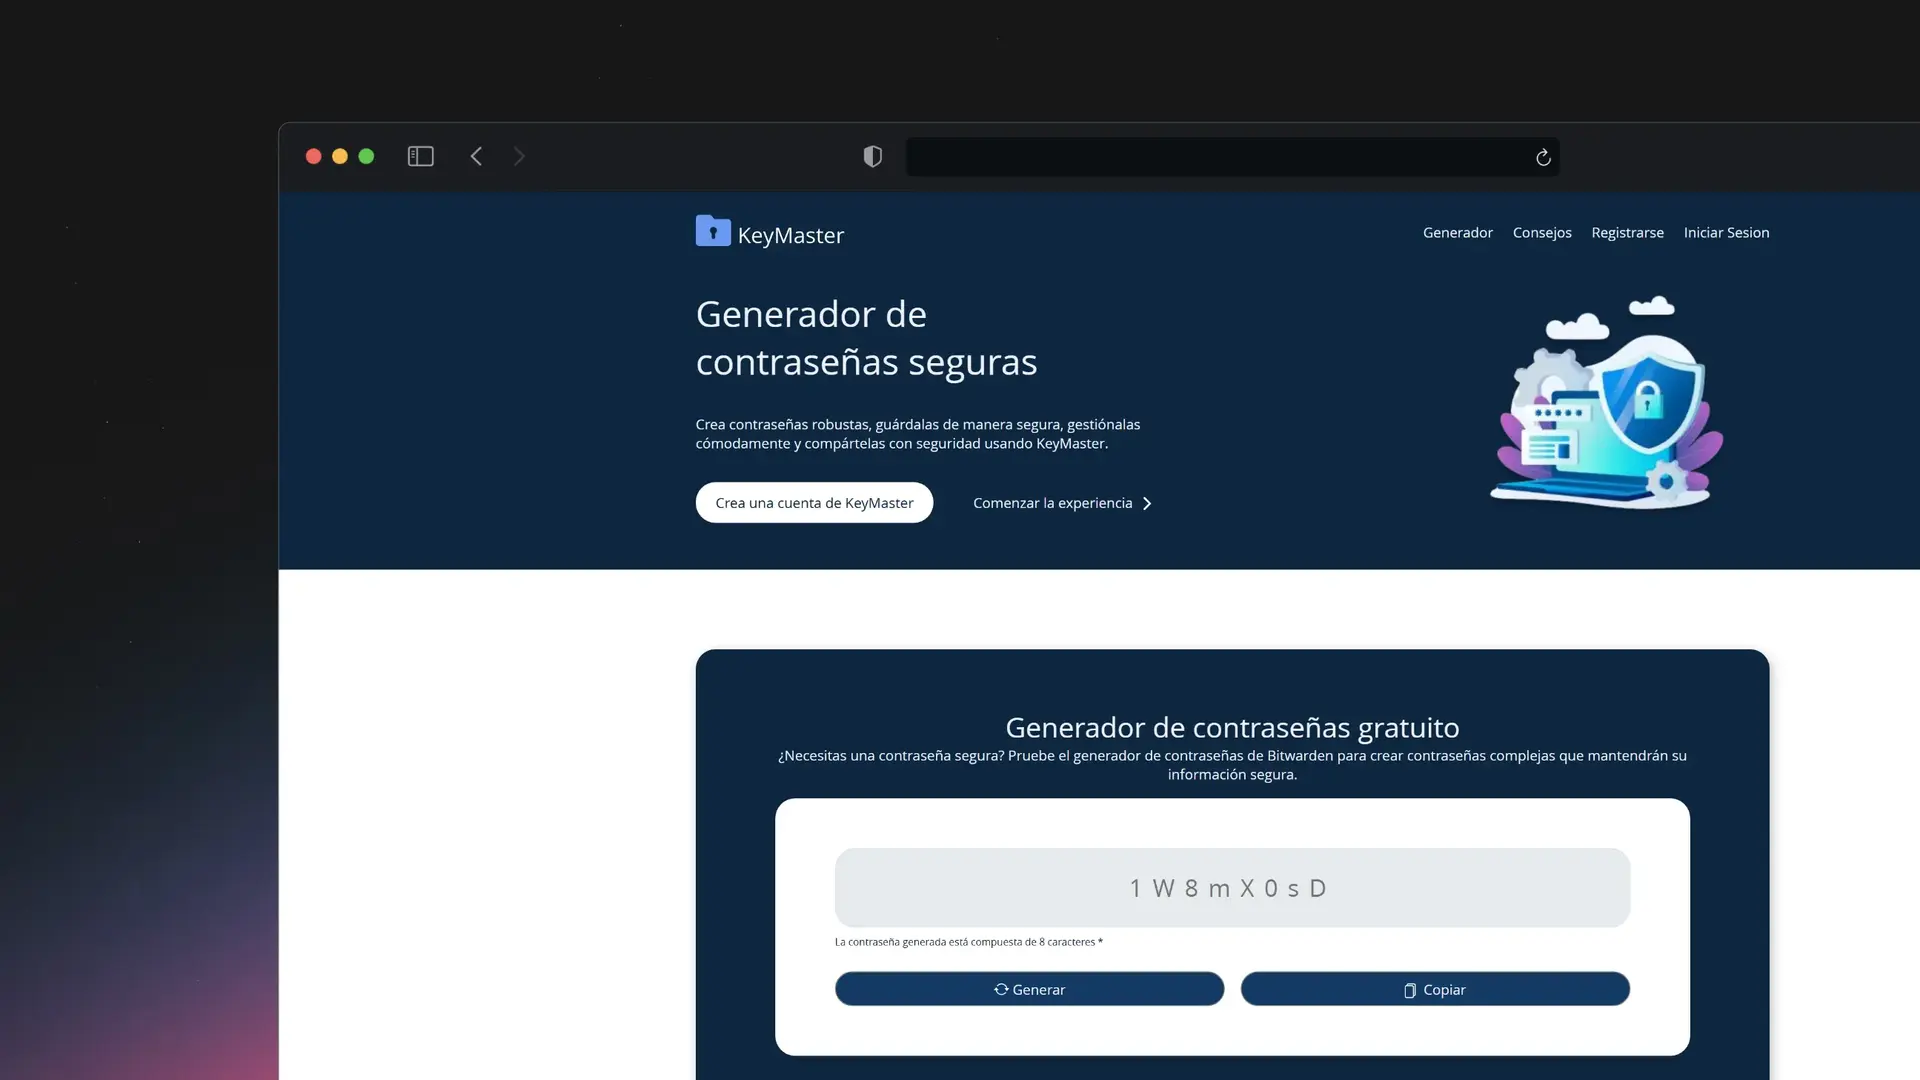 KeyMaster
Generador Consejos Registrarse Iniciar Sesion
Generador de
contraseñas seguras
Crea contraseñas robustas, guárdalas de manera segura, gestiónalas
cómodamente y compártelas con seguridad usando KeyMaster.
Crea una cuenta de KeyMaster
Comenzar la experiencia
Generador de contraseñas gratuito
¿Necesitas una contraseña segura? Pruebe el generador de contraseñas de Bitwarden para crear contraseñas complejas que mantendrán su
información segura.
1W8mX0sD
La contraseña generada está compuesta de 8 caracteres *
Generar
Copiar